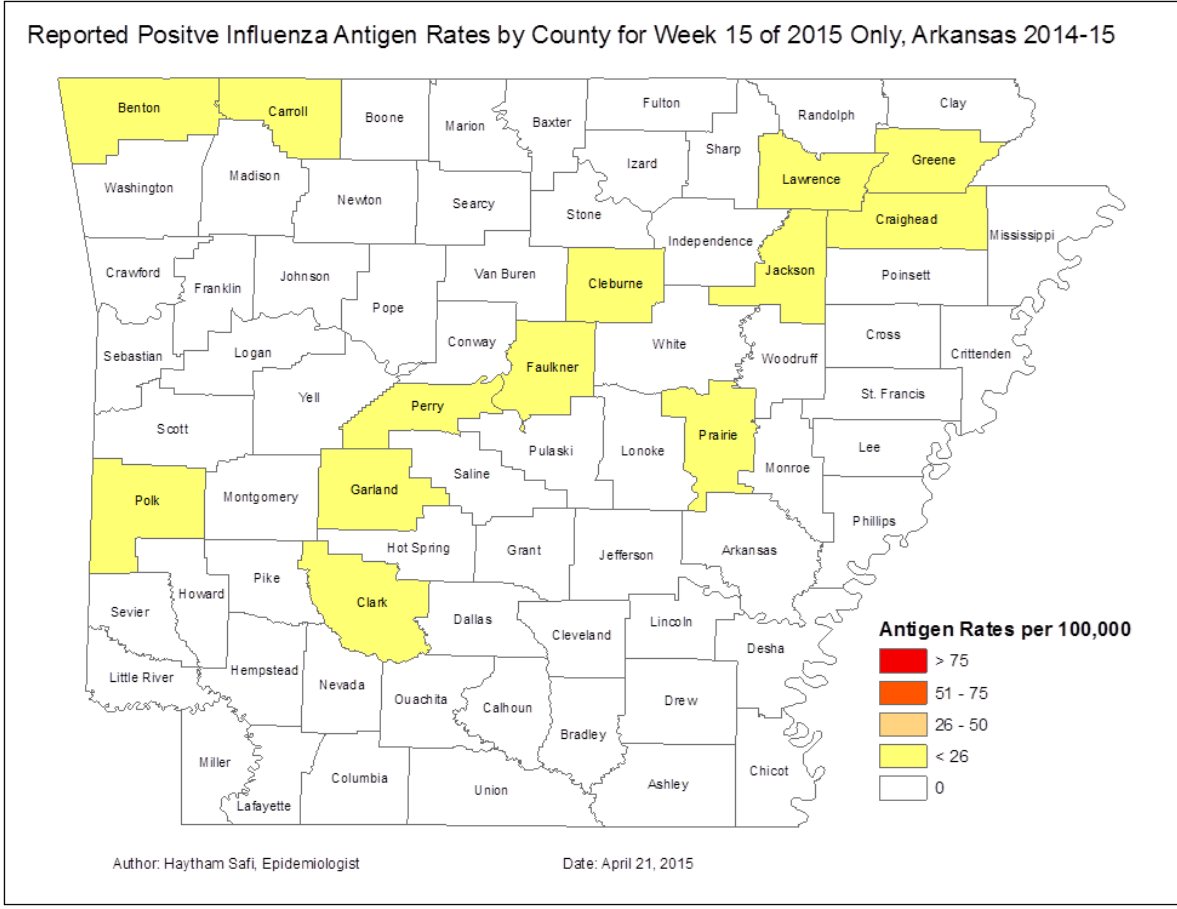 Reported Positve Influenza Antigen Rates by County for Week 15 of 2015 Only, Arkansas 2014-15
Benton
Carroll
Boone
Marion
Baxter
Fulton
Randolph
Clay
Izard
Sharp
Lawrence
Greene
Washington
Madison
Newton
Searcy
Stone
Independence
Craighead
Mississippi
Crawford
Franklin
Johnson
Pope
Van Buren
Cleburne
Jackson
Poinsett
Sebastian
Logan
Conway
Faulkner
White
Woodruff
Cross
Crittenden
Scott
Yell
Perry
Pulaski
Lonoke
Prairie
Monroe
St. Francis
Lee
Polk
Montgomery
Garland
Saline
Hot Spring
Grant
Jefferson
Arkansas
Phillips
Sevier
Howard
Pike
Clark
Dallas
Cleveland
Lincoln
Desha
Little River
Hempstead
Nevada
Ouachita
Calhoun
Bradley
Drew
Miller
Lafayette
Columbia
Union
Ashley
Chicot
Antigen Rates per 100,000
> 75
51 - 75
26 - 50
< 26
0
Author: Haytham Safi, Epidemiologist
Date: April 21, 2015